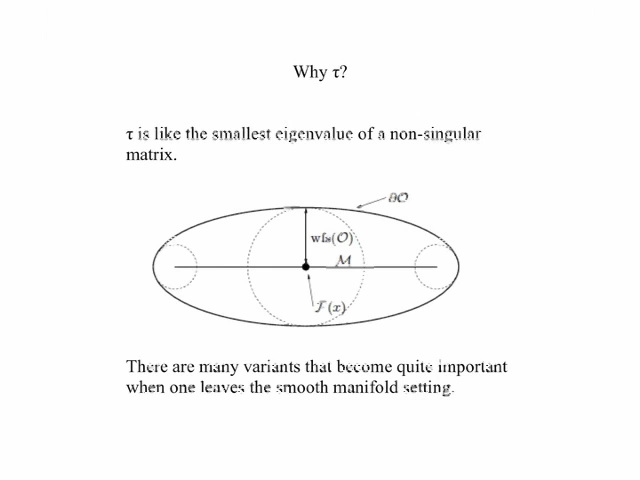 Why τ?
τ is like the smallest eigenvalue of a non-singular
matrix.
∂𝒪
wfs(𝒪)
ℳ
ℱ(x)
There are many variants that become quite important
when one leaves the smooth manifold setting.